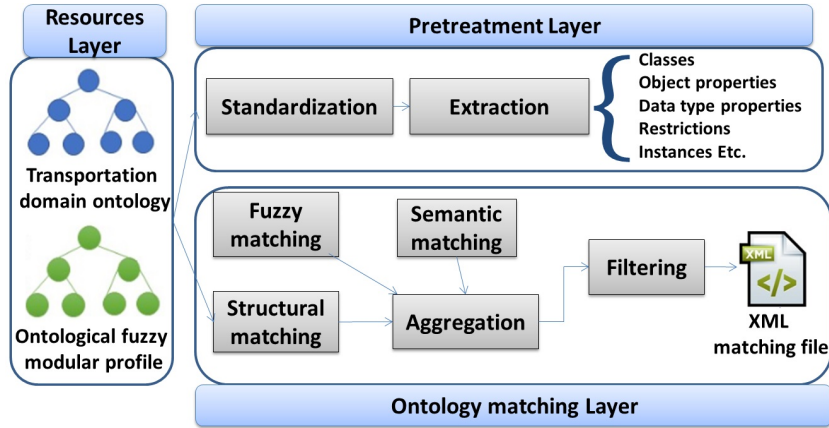 Resources
Layer
Transportation
domain ontology
Ontological fuzzy
modular profile
Pretreatment Layer
Standardization
Extraction
Classes
Object properties
Data type properties
Restrictions
Instances Etc.
Fuzzy
matching
Semantic
matching
Structural
matching
Aggregation
Filtering
XML
</>
XML
matching file
Ontology matching Layer